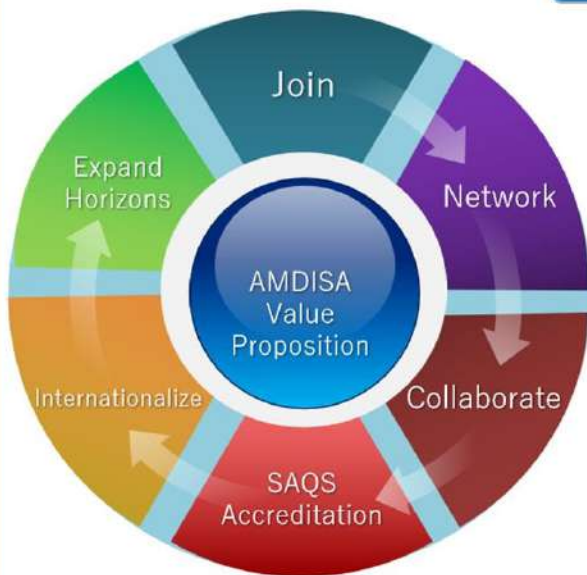 Join
Network
Collaborate
SAQS
Accreditation
Internationalize
Expand
Horizons
AMDISA
Value
Proposition